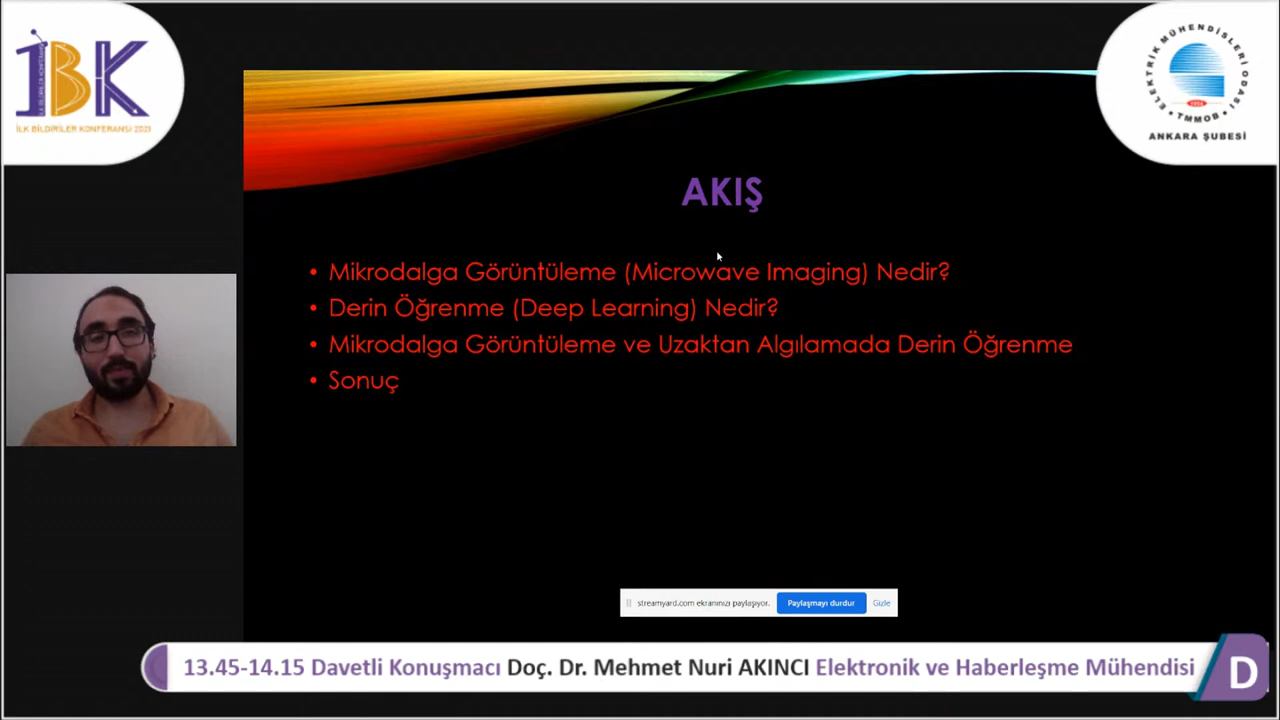 İBK
İLK BİLDİRİLER KONFERANSI 2021
ELEKTRİK MÜHENDİSLERİ ODASI
1954
TMMOB
ANKARA ŞUBESİ
AKIŞ
• Mikrodalga Görüntüleme (Microwave Imaging) Nedir?
• Derin Öğrenme (Deep Learning) Nedir?
• Mikrodalga Görüntüleme ve Uzaktan Algılamada Derin Öğrenme
• Sonuç
streamyard.com ekranınızı paylaşıyor. Paylaşmayı durdur Gizle
13.45-14.15 Davetli Konuşmacı Doç. Dr. Mehmet Nuri AKINCI Elektronik ve Haberleşme Mühendisi
D